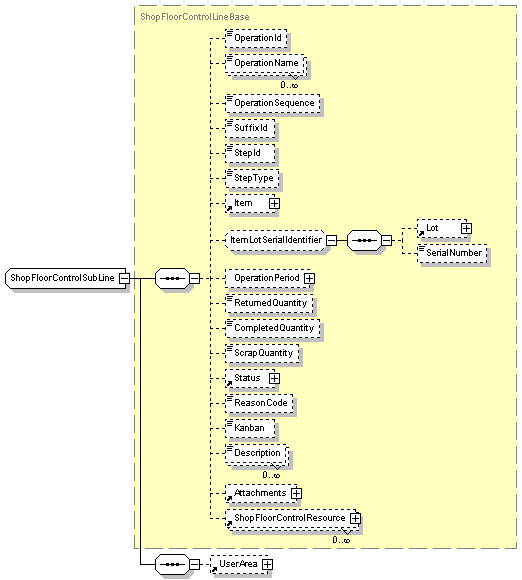 ShopFloorControlLineBase
OperationId
OperationName
0..∞
OperationSequence
SuffixId
StepId
StepType
Item
ItemLotSerialIdentifier
Lot
SerialNumber
ShopFloorControlSubLine
OperationPeriod
ReturnedQuantity
CompletedQuantity
ScrapQuantity
Status
ReasonCode
Kanban
Description
0..∞
Attachments
ShopFloorControlResource
0..∞
UserArea